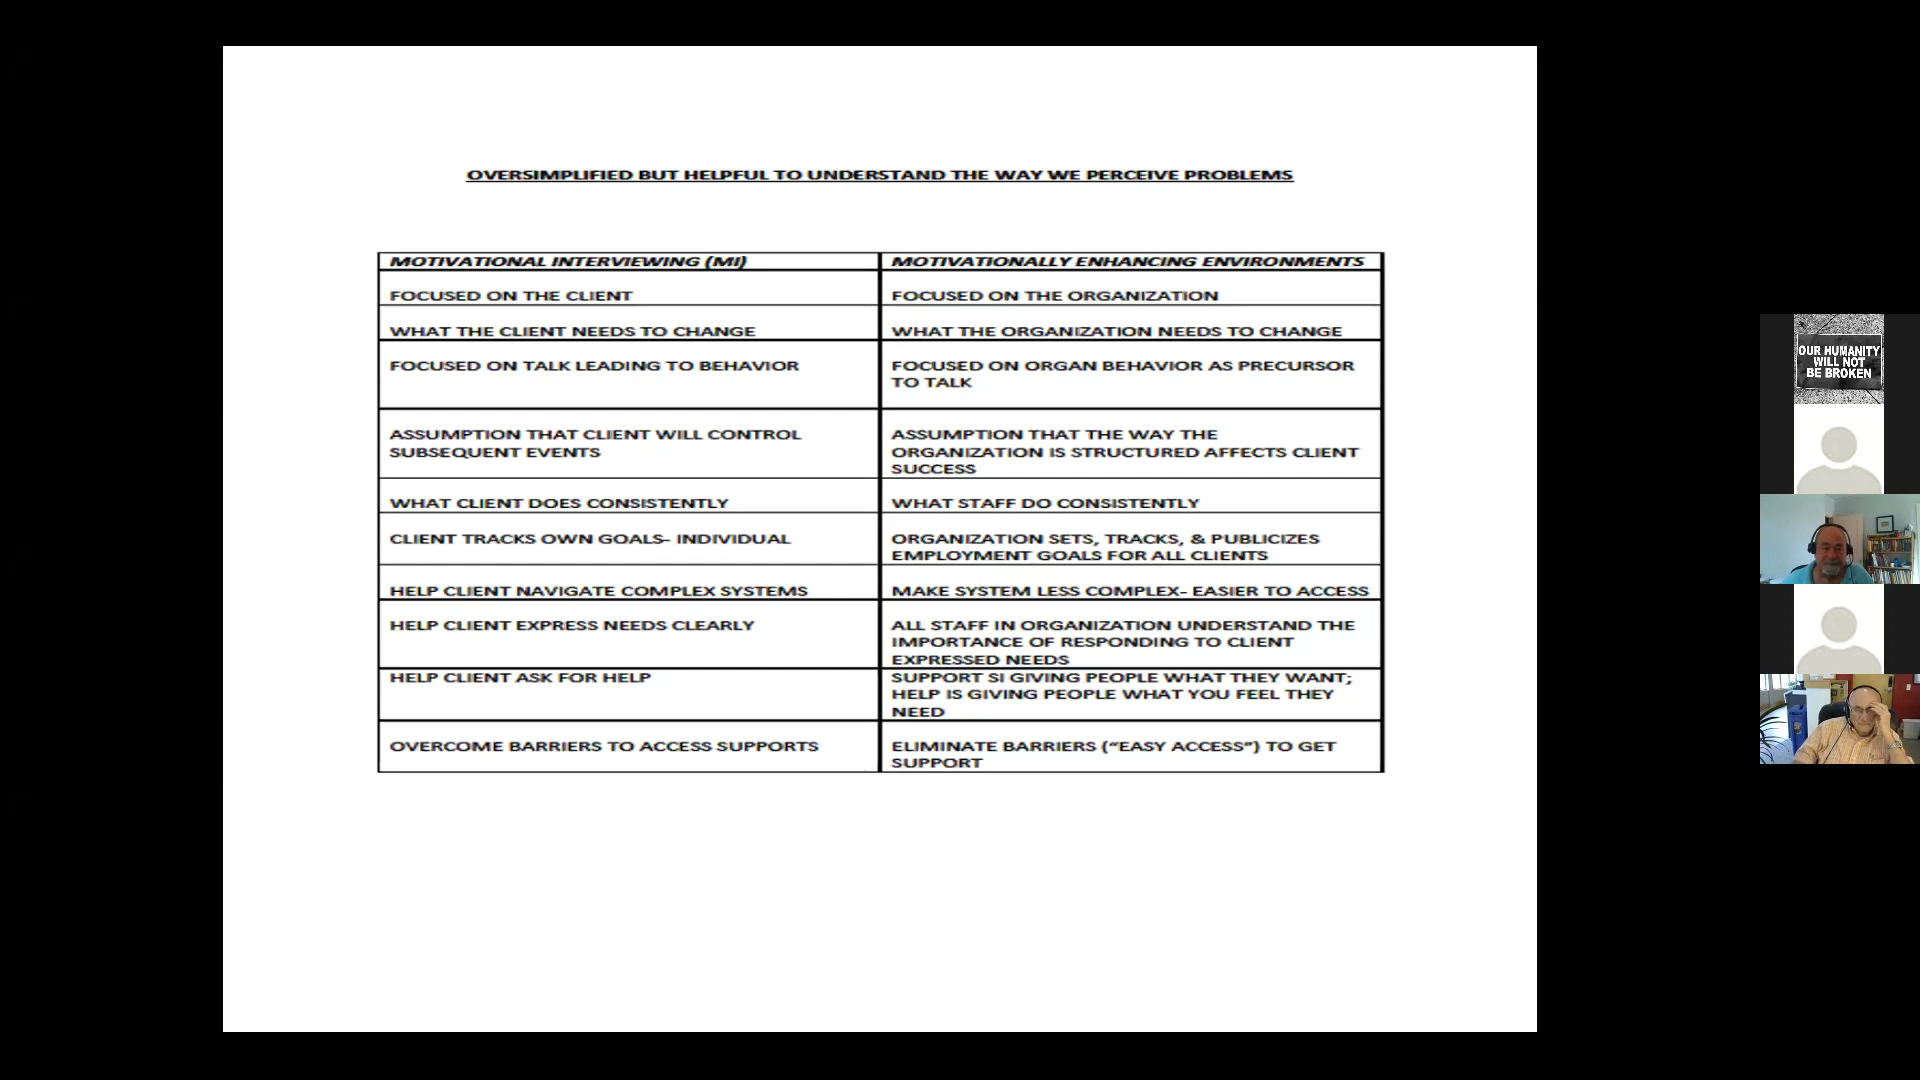 OVERSIMPLIFIED BUT HELPFUL TO UNDERSTAND THE WAY WE PERCEIVE PROBLEMS
MOTIVATIONAL INTERVIEWING (MI)
MOTIVATIONALLY ENHANCING ENVIRONMENTS
FOCUSED ON THE CLIENT
FOCUSED ON THE ORGANIZATION
WHAT THE CLIENT NEEDS TO CHANGE
WHAT THE ORGANIZATION NEEDS TO CHANGE
FOCUSED ON TALK LEADING TO BEHAVIOR
FOCUSED ON ORGAN BEHAVIOR AS PRECURSOR
TO TALK
ASSUMPTION THAT CLIENT WILL CONTROL
SUBSEQUENT EVENTS
ASSUMPTION THAT THE WAY THE
ORGANIZATION IS STRUCTURED AFFECTS CLIENT
SUCCESS
WHAT CLIENT DOES CONSISTENTLY
WHAT STAFF DO CONSISTENTLY
CLIENT TRACKS OWN GOALS- INDIVIDUAL
ORGANIZATION SETS, TRACKS, & PUBLICIZES
EMPLOYMENT GOALS FOR ALL CLIENTS
HELP CLIENT NAVIGATE COMPLEX SYSTEMS
MAKE SYSTEM LESS COMPLEX- EASIER TO ACCESS
HELP CLIENT EXPRESS NEEDS CLEARLY
ALL STAFF IN ORGANIZATION UNDERSTAND THE
IMPORTANCE OF RESPONDING TO CLIENT
EXPRESSED NEEDS
HELP CLIENT ASK FOR HELP
SUPPORT SI GIVING PEOPLE WHAT THEY WANT;
HELP IS GIVING PEOPLE WHAT YOU FEEL THEY
NEED
OVERCOME BARRIERS TO ACCESS SUPPORTS
ELIMINATE BARRIERS (“EASY ACCESS”) TO GET
SUPPORT
OUR HUMANITY
WILL NOT
BE BROKEN